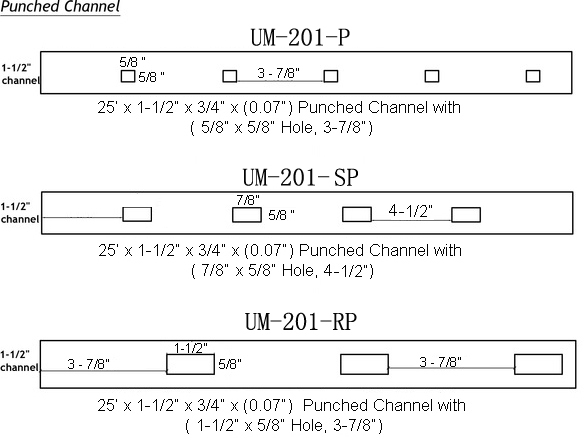 Punched Channel
UM-201-P
5/8 "
1-1/2"
channel
5/8 "
3 - 7/8"
25' x 1-1/2" x 3/4" x (0.07") Punched Channel with
( 5/8" x 5/8" Hole, 3-7/8")
UM-201-SP
7/8"
1-1/2"
channel
5/8 "
4-1/2"
25' x 1-1/2" x 3/4" x (0.07") Punched Channel with
( 7/8" x 5/8" Hole, 4-1/2")
UM-201-RP
1-1/2"
1-1/2"
channel
3 - 7/8"
5/8"
3 - 7/8"
25' x 1-1/2" x 3/4" x (0.07") Punched Channel with
( 1-1/2" x 5/8" Hole, 3-7/8")